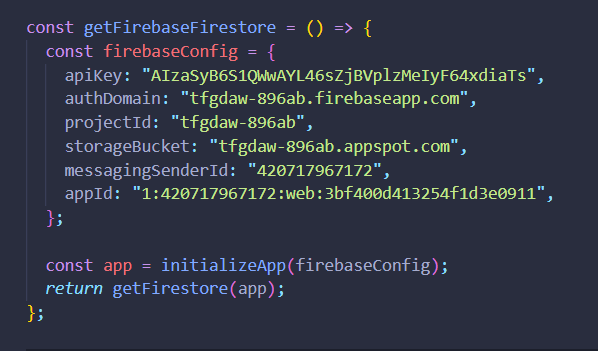 const getFirebaseFirestore = () => {
  const firebaseConfig = {
    apiKey: "AIzaSyB6S1QWwAYL46sZjBVplzMeIyF64xdiaTs",
    authDomain: "tfgdaw-896ab.firebaseapp.com",
    projectId: "tfgdaw-896ab",
    storageBucket: "tfgdaw-896ab.appspot.com",
    messagingSenderId: "420717967172",
    appId: "1:420717967172:web:3bf400d413254f1d3e0911",
  };

  const app = initializeApp(firebaseConfig);
  return getFirestore(app);
};